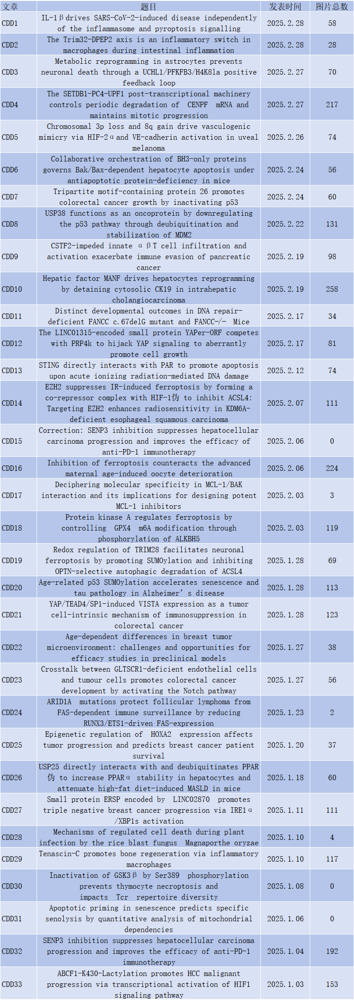 文章 题目 发表时间 图片总数
CDD1 IL-1βdrives SARS-CoV-2-induced disease independently
of the inflammasome and pyroptosis signalling 2025.2.28 58
CDD2 The Trim32-DPEP2 axis is an inflammatory switch in
macrophages during intestinal inflammation 2025.2.28 28
CDD3 Metabolic reprogramming in astrocytes prevents
neuronal death through a UCHL1/PFKFB3/H4K8la positive
feedback loop 2025.2.27 70
CDD4 The SETDB1-PC4-UPF1 post-transcriptional machinery
controls periodic degradation of CENPF mRNA and
maintains mitotic progression 2025.2.27 217
CDD5 Chromosomal 3p loss and 8q gain drive vasculogenic
mimicry via HIF-2αand VE-cadherin activation in uveal
melanoma 2025.2.26 74
CDD6 Collaborative orchestration of BH3-only proteins
governs Bak/Bax-dependent hepatocyte apoptosis under
antiapoptotic protein-deficiency in mice 2025.2.24 56
CDD7 Tripartite motif-containing protein 26 promotes
colorectal cancer growth by inactivating p53 2025.2.24 60
CDD8 USP38 functions as an oncoprotein by downregulating
the p53 pathway through deubiquitination and
stabilization of MDM2 2025.2.22 131
CDD9 CSTF2-impeded innate αβT cell infiltration and
activation exacerbate immune evasion of pancreatic
cancer 2025.2.19 98
CDD10 Hepatic factor MANF drives hepatocytes reprogramming
by detaining cytosolic CK19 in intrahepatic
cholangiocarcinoma 2025.2.19 258
CDD11 Distinct developmental outcomes in DNA repair-
deficient FANCC c.67delG mutant and FANCC−/− Mice 2025.2.17 34
CDD12 The LINC01315-encoded small protein YAPer-ORF competes
with PRP4k to hijack YAP signaling to aberrantly
promote cell growth 2025.2.17 81
CDD13 STING directly interacts with PAR to promote apoptosis
upon acute ionizing radiation-mediated DNA damage 2025.2.12 74
CDD14 EZH2 suppresses IR-induced ferroptosis by forming a
co-repressor complex with HIF-1伪 to inhibit ACSL4:
Targeting EZH2 enhances radiosensitivity in KDM6A-
deficient esophageal squamous carcinoma 2025.2.07 111
CDD15 Correction: SENP3 inhibition suppresses hepatocellular
carcinoma progression and improves the efficacy of
anti-PD-1 immunotherapy 2025.2.06 0
CDD16 Inhibition of ferroptosis counteracts the advanced
maternal age-induced oocyte deterioration 2025.2.06 224
CDD17 Deciphering molecular specificity in MCL-1/BAK
interaction and its implications for designing potent
MCL-1 inhibitors 2025.2.03 3
CDD18 Protein kinase A regulates ferroptosis by
controlling GPX4 m6A modification through
phosphorylation of ALKBH5 2025.2.03 119
CDD19 Redox regulation of TRIM28 facilitates neuronal
ferroptosis by promoting SUMOylation and inhibiting
OPTN-selective autophagic degradation of ACSL4 2025.1.28 69
CDD20 Age-related p53 SUMOylation accelerates senescence and
tau pathology in Alzheimer’s disease 2025.1.28 113
CDD21 YAP/TEAD4/SP1-induced VISTA expression as a tumor
cell-intrinsic mechanism of immunosuppression in
colorectal cancer 2025.1.28 123
CDD22 Age-dependent differences in breast tumor
microenvironment: challenges and opportunities for
efficacy studies in preclinical models 2025.1.27 38
CDD23 Crosstalk between GLTSCR1-deficient endothelial cells
and tumour cells promotes colorectal cancer
development by activating the Notch pathway 2025.1.27 56
CDD24 ARID1A mutations protect follicular lymphoma from
FAS-dependent immune surveillance by reducing
RUNX3/ETS1-driven FAS-expression 2025.1.23 2
CDD25 Epigenetic regulation of HOXA2 expression affects
tumor progression and predicts breast cancer patient
survival 2025.1.20 37
CDD26 USP25 directly interacts with and deubiquitinates PPAR
伪 to increase PPARα stability in hepatocytes and
attenuate high-fat diet-induced MASLD in mice 2025.1.18 60
CDD27 Small protein ERSP encoded by LINC02870 promotes
triple negative breast cancer progression via IRE1α
/XBP1s activation 2025.1.11 111
CDD28 Mechanisms of regulated cell death during plant
infection by the rice blast fungus Magnaporthe oryzae 2025.1.10 4
CDD29 Tenascin-C promotes bone regeneration via inflammatory
macrophages 2025.1.10 117
CDD30 Inactivation of GSK3β by Ser389 phosphorylation
prevents thymocyte necroptosis and
impacts Tcr repertoire diversity 2025.1.08 0
CDD31 Apoptotic priming in senescence predicts specific
senolysis by quantitative analysis of mitochondrial
dependencies 2025.1.06 0
CDD32 SENP3 inhibition suppresses hepatocellular carcinoma
progression and improves the efficacy of anti-PD-1
immunotherapy 2025.1.04 192
CDD33 ABCF1-K430-Lactylation promotes HCC malignant
progression via transcriptional activation of HIF1
signaling pathway 2025.1.03 153